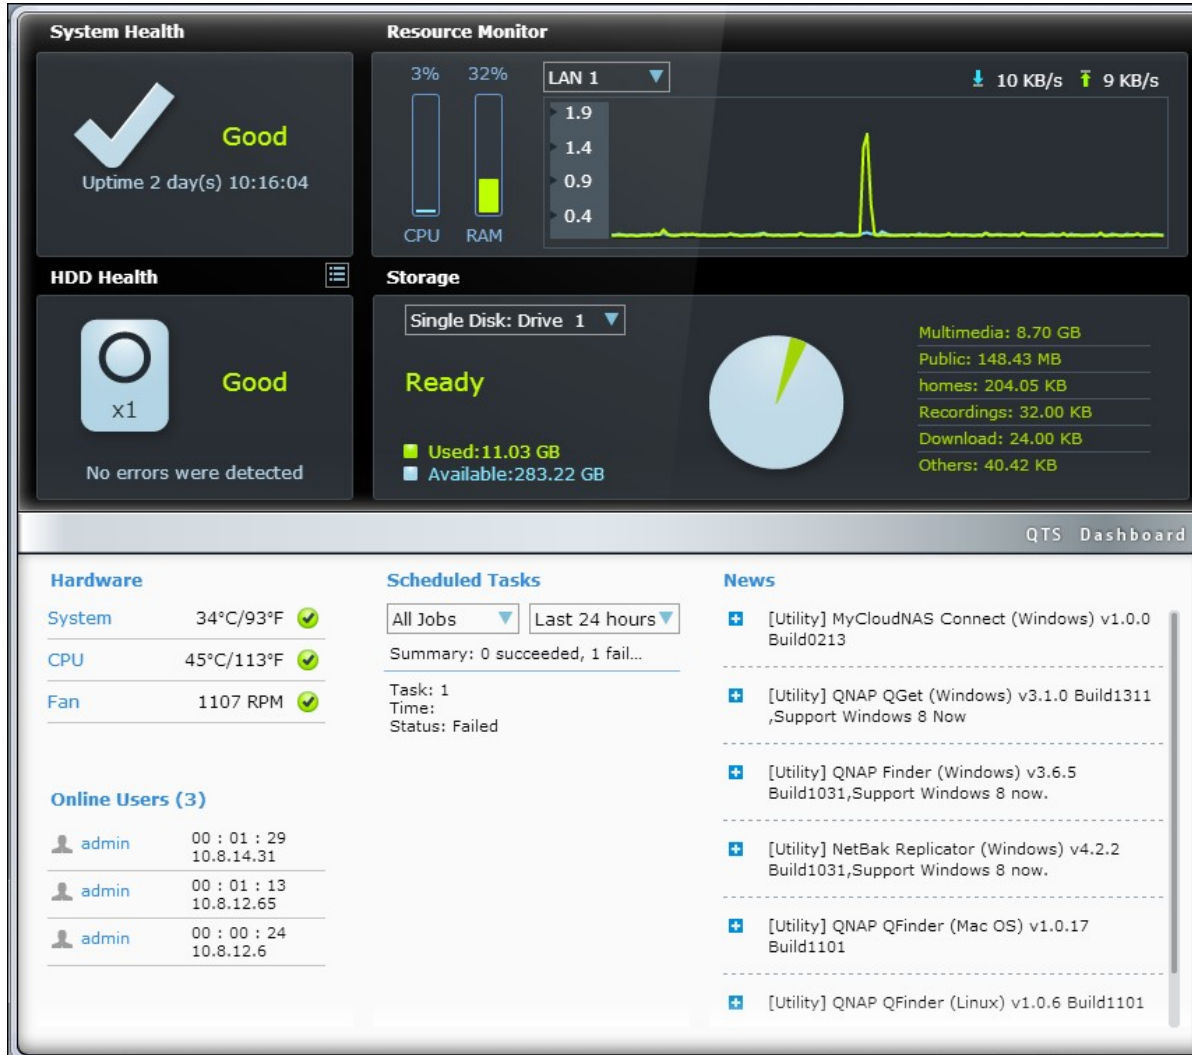 System Health
Good
Uptime 2 day(s) 10:16:04
Resource Monitor
3% 32%
CPU RAM
LAN 1
10 KB/s 9 KB/s
1.9
1.4
0.9
0.4
HDD Health
x1
Good
No errors were detected
Storage
Single Disk: Drive 1
Ready
Used:11.03 GB
Available:283.22 GB
Multimedia: 8.70 GB
Public: 148.43 MB
homes: 204.05 KB
Recordings: 32.00 KB
Download: 24.00 KB
Others: 40.42 KB
QTS Dashboard
Hardware
System 34°C/93°F
CPU 45°C/113°F
Fan 1107 RPM
Online Users (3)
admin 00 : 01 : 29
10.8.14.31
admin 00 : 01 : 13
10.8.12.65
admin 00 : 00 : 24
10.8.12.6
Scheduled Tasks
All Jobs Last 24 hours
Summary: 0 succeeded, 1 fail...
Task: 1
Time:
Status: Failed
News
[Utility] MyCloudNAS Connect (Windows) v1.0.0
Build0213
[Utility] QNAP QGet (Windows) v3.1.0 Build1311
,Support Windows 8 Now
[Utility] QNAP Finder (Windows) v3.6.5
Build1031,Support Windows 8 now.
[Utility] NetBak Replicator (Windows) v4.2.2
Build1031,Support Windows 8 now.
[Utility] QNAP QFinder (Mac OS) v1.0.17
Build1101
[Utility] QNAP QFinder (Linux) v1.0.6 Build1101